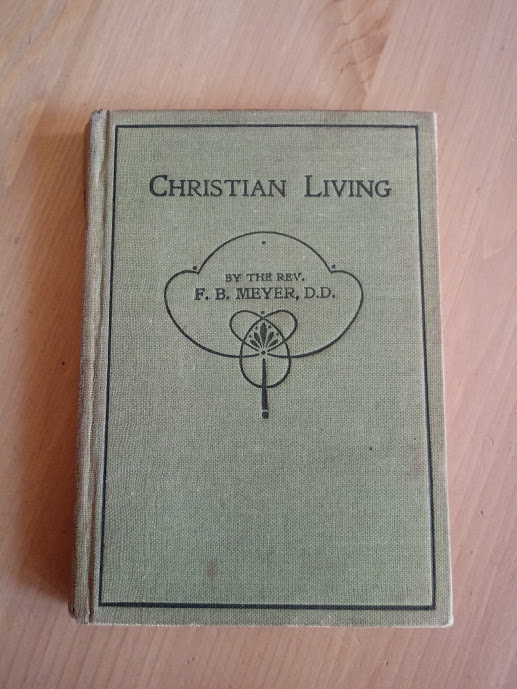 CHRISTIAN LIVING
BY THE REV.
F. B. MEYER, D.D.